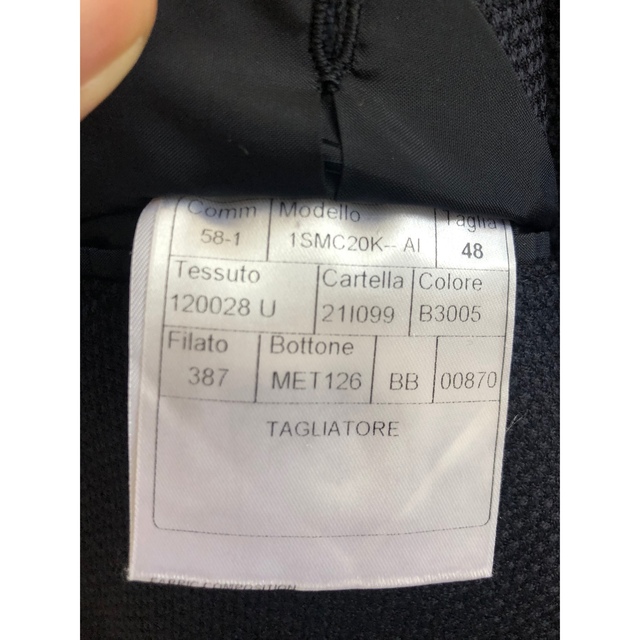 Comm Modello Taglia
58-1 1SMC20K-- AI 48
Tessuto Cartella Colore
120028 U 21I099 B3005
Filato Bottone
387 MET126 BB 00870
TAGLIATORE